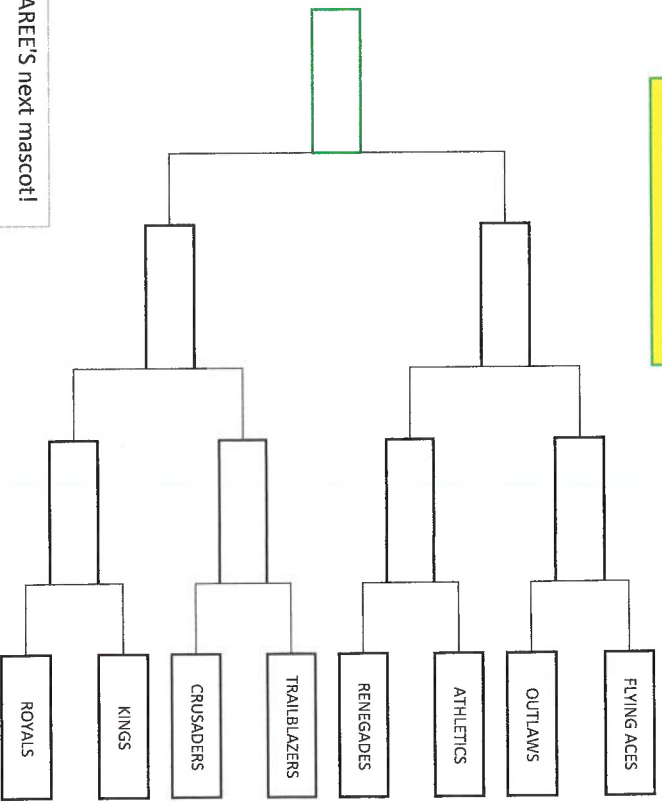 FLYING ACES
OUTLAWS
ATHLETICS
RENEGADES
TRAILBLAZERS
CRUSADERS
KINGS
ROYALS
AREE'S next mascot!